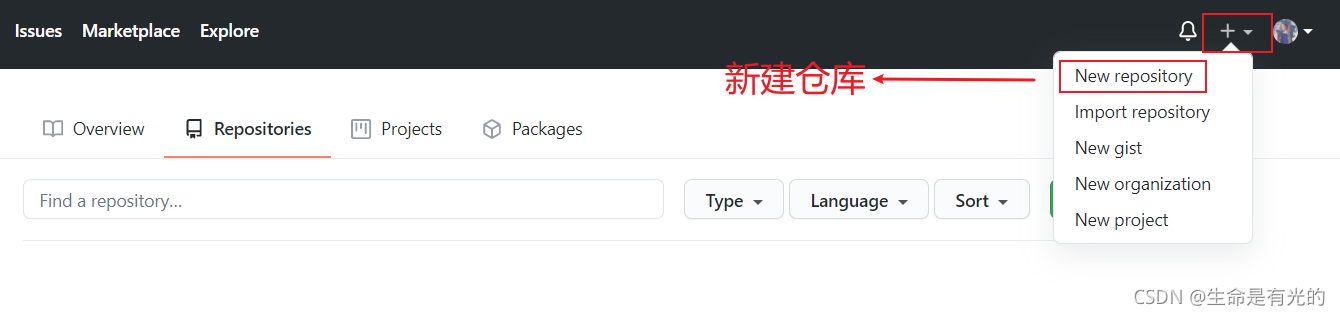 Issues Marketplace Explore
新建仓库
New repository
Import repository
New gist
New organization
New project
Overview Repositories Projects Packages
Find a repository... Type Language Sort
CSDN @生命是有光的